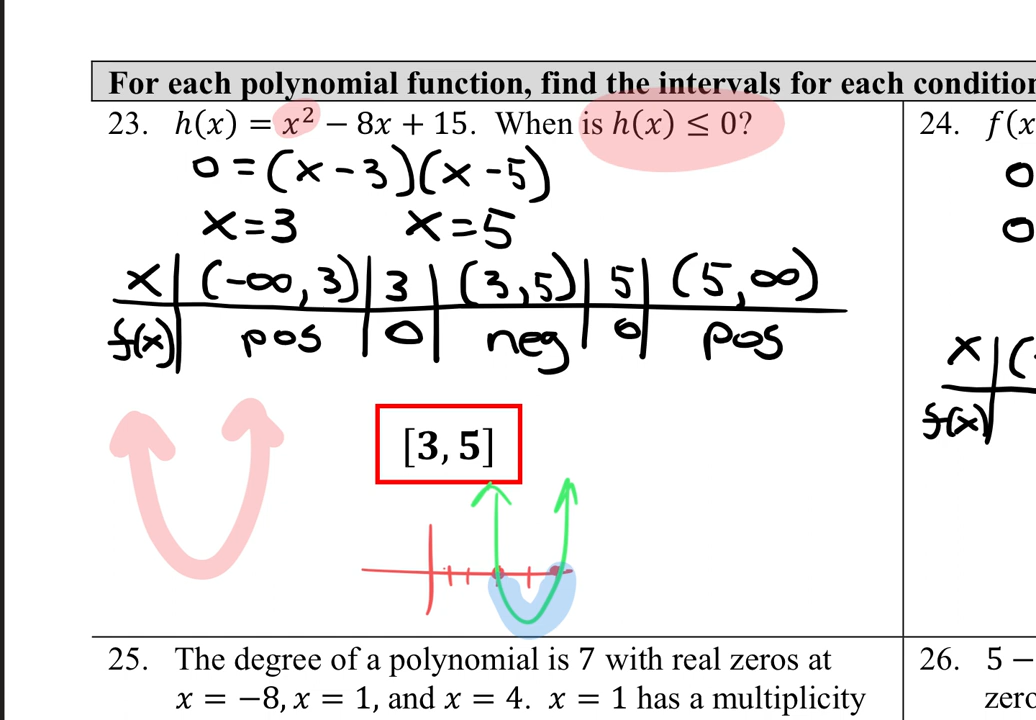 For each polynomial function, find the intervals for each condition
23. h(x) = x² − 8x + 15. When is h(x) ≤ 0?
0 = (x - 3)(x - 5)
x = 3 x = 5
x | (-∞, 3) | 3 | (3, 5) | 5 | (5, ∞)
f(x) | pos | 0 | neg | 0 | pos
[3, 5]
24. f(x
0
0
x | (-
f(x)
25. The degree of a polynomial is 7 with real zeros at
x = −8, x = 1, and x = 4. x = 1 has a multiplicity
26. 5 −
zero